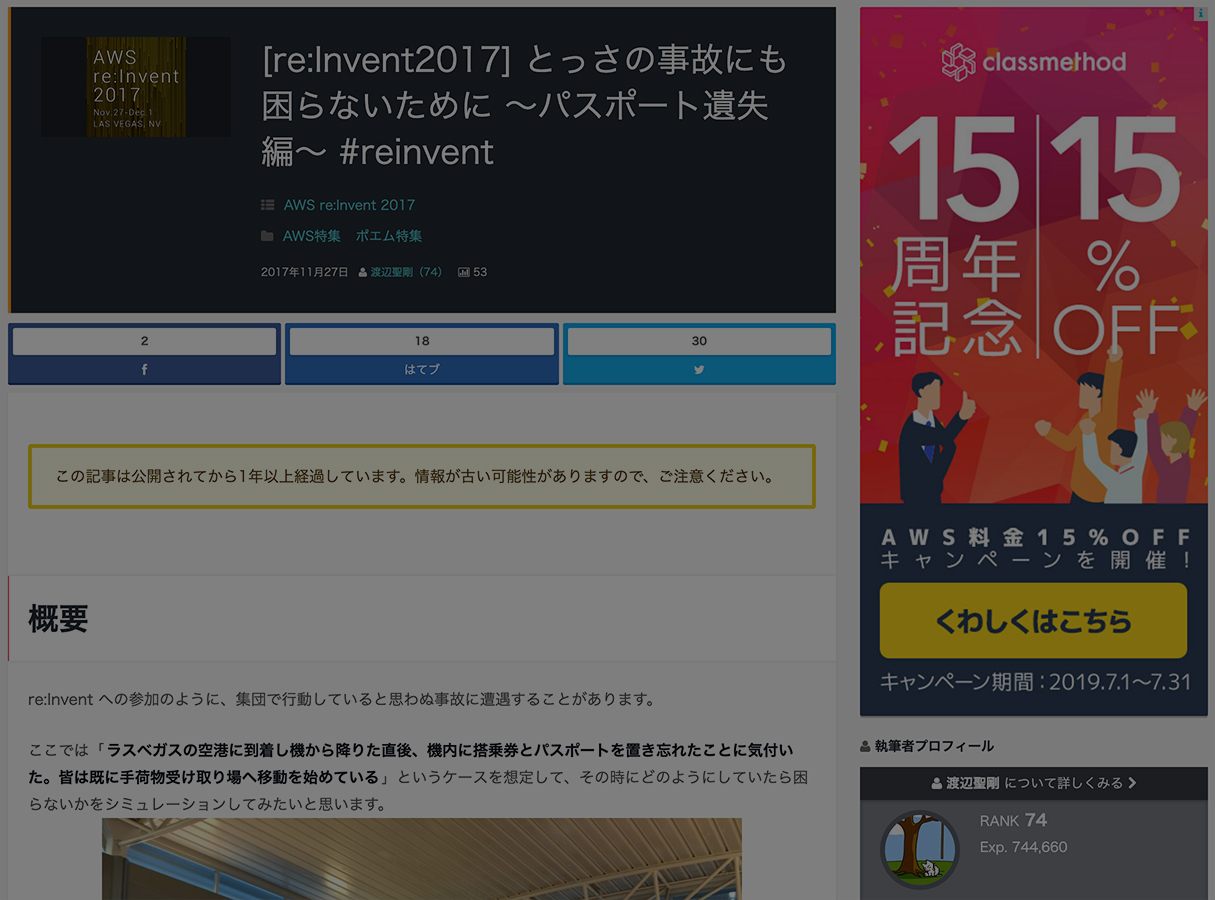 AWS
re:Invent
2017
Nov.27-Dec.1
LAS VEGAS, NV
[re:Invent2017] とっさの事故にも
困らないために 〜パスポート遺失
編〜 #reinvent
AWS re:Invent 2017
AWS特集 ポエム特集
2017年11月27日 渡辺聖剛（74） 53
2
18
はてブ
30
この記事は公開されてから1年以上経過しています。情報が古い可能性がありますので、ご注意ください。
概要
re:Invent への参加のように、集団で行動していると思わぬ事故に遭遇することがあります。
ここでは「ラスベガスの空港に到着し機から降りた直後、機内に搭乗券とパスポートを置き忘れたことに気付い
た。皆は既に手荷物受け取り場へ移動を始めている」というケースを想定して、その時にどのようにしていたら困
らないかをシミュレーションしてみたいと思います。
classmethod
15
周年
記念
15
%
OFF
AWS料金15%OFF
キャンペーンを開催！
くわしくはこちら
キャンペーン期間：2019.7.1〜7.31
執筆者プロフィール
渡辺聖剛 について詳しくみる
RANK 74
Exp. 744,660